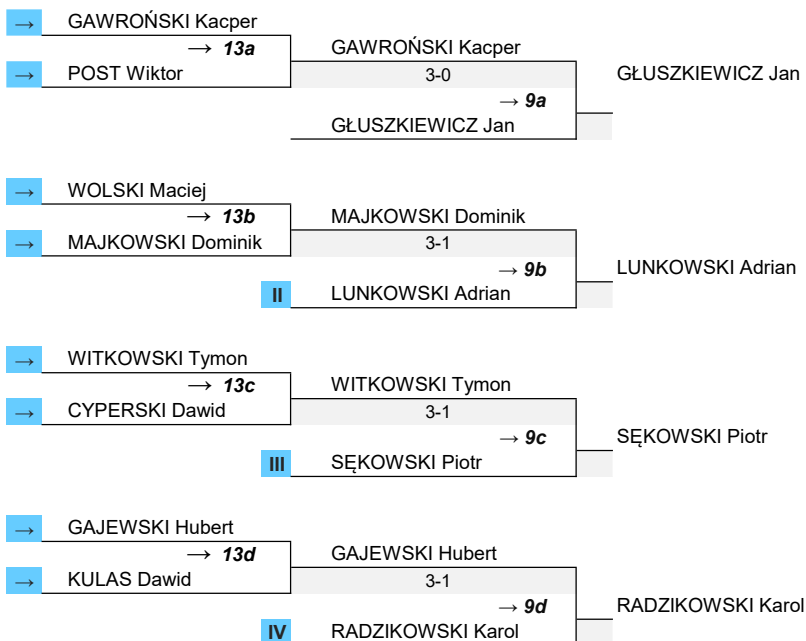 → GAWROŃSKI Kacper
→ 13a GAWROŃSKI Kacper
→ POST Wiktor 3-0 GŁUSZKIEWICZ Jan
→ 9a
GŁUSZKIEWICZ Jan
→ WOLSKI Maciej
→ 13b MAJKOWSKI Dominik
→ MAJKOWSKI Dominik 3-1
→ 9b LUNKOWSKI Adrian
II LUNKOWSKI Adrian
→ WITKOWSKI Tymon
→ 13c WITKOWSKI Tymon
→ CYPERSKI Dawid 3-1
→ 9c SĘKOWSKI Piotr
III SĘKOWSKI Piotr
→ GAJEWSKI Hubert
→ 13d GAJEWSKI Hubert
→ KULAS Dawid 3-1
→ 9d RADZIKOWSKI Karol
IV RADZIKOWSKI Karol